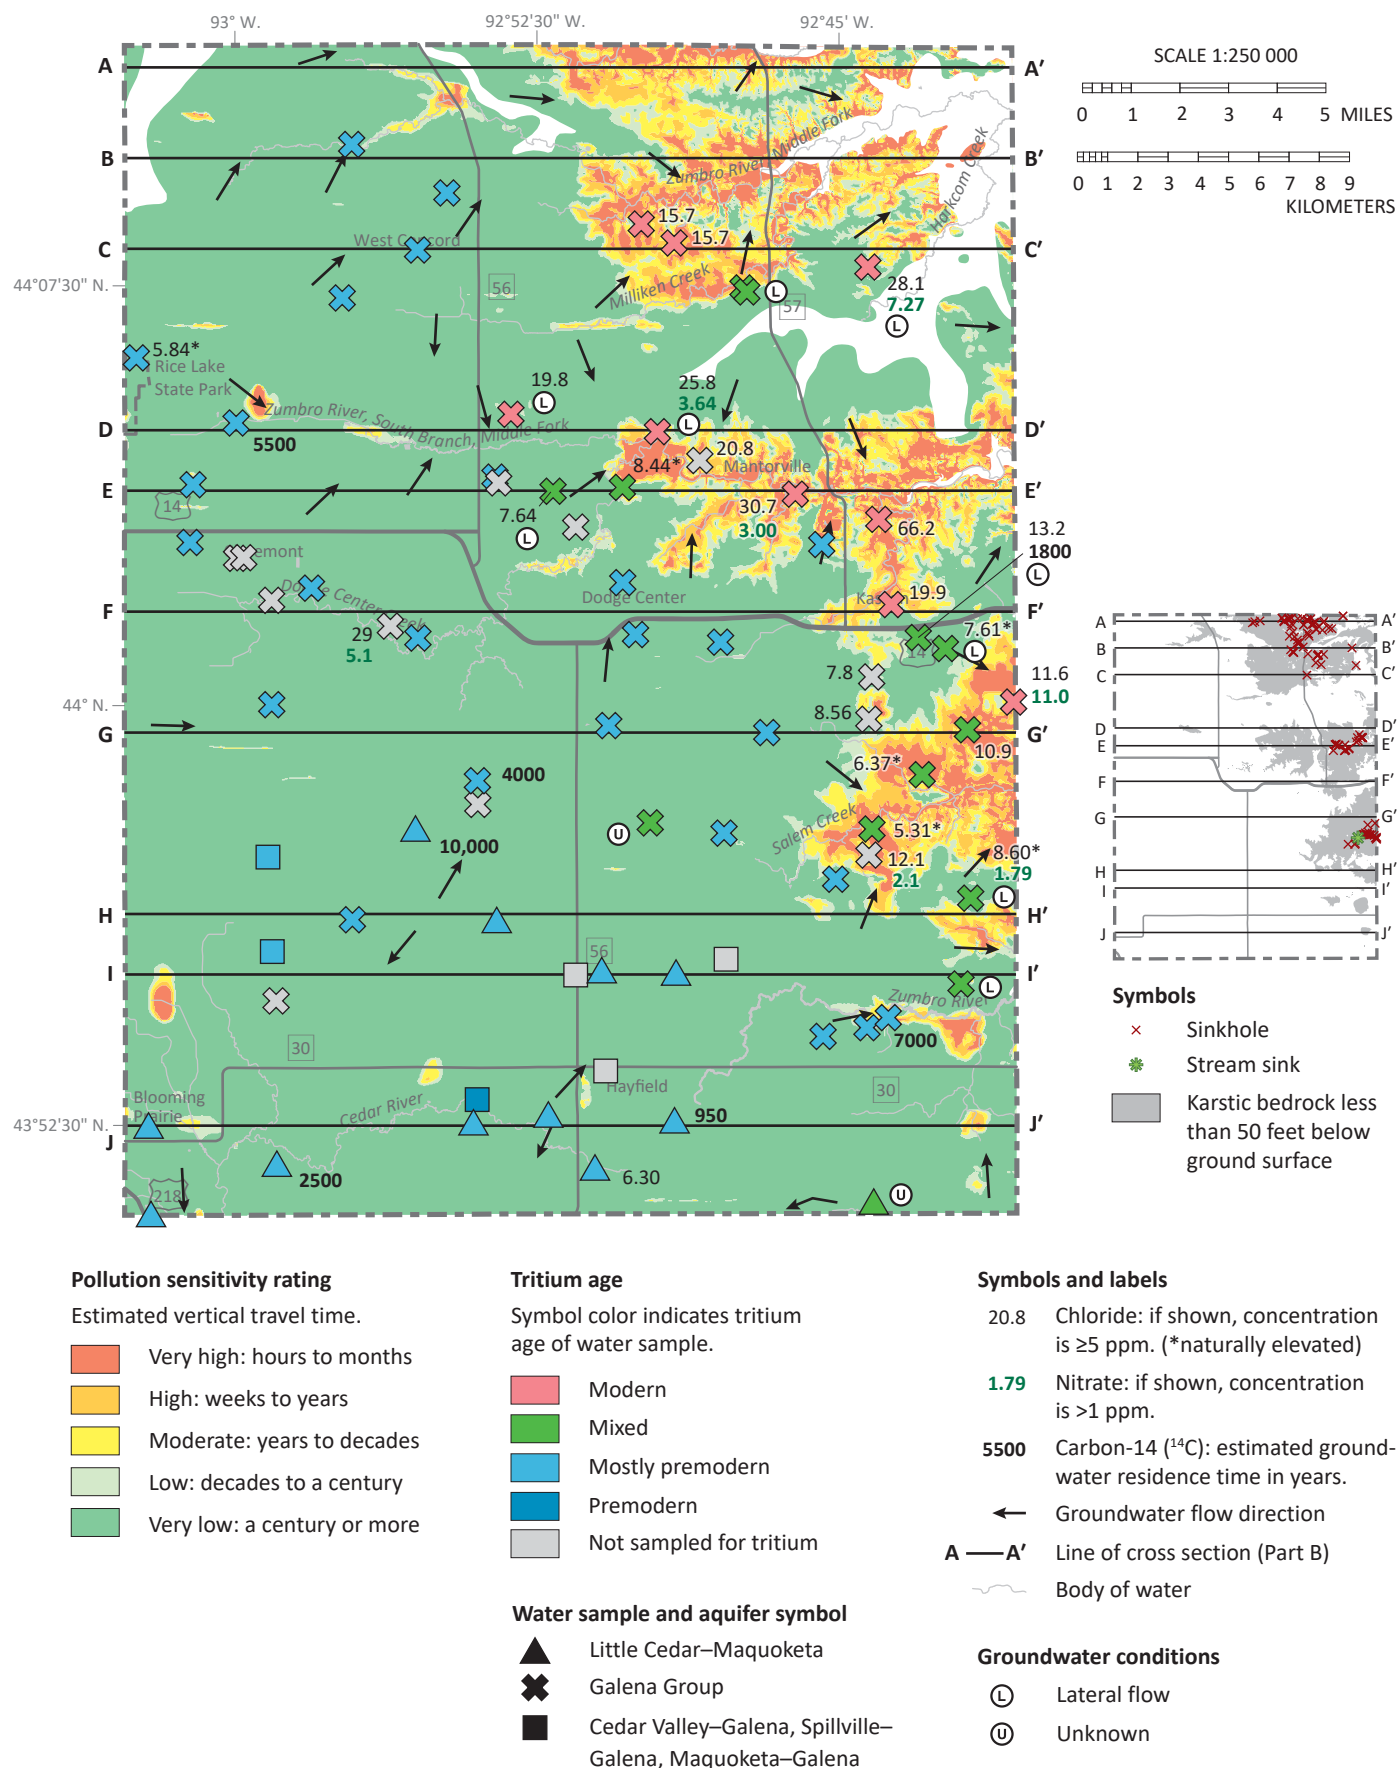 93° W.
92°52'30" W.
92°45' W.
SCALE 1:250 000
0 1 2 3 4 5 MILES
0 1 2 3 4 5 6 7 8 9
KILOMETERS
A A’
B B’
Zumbro River, Middle Fork
Harkcom Creek
15.7
15.7
West Concord
C C’
44°07'30" N.
56
Milliken Creek
L
57
28.1
7.27
L
5.84*
Rice Lake
State Park
19.8
L
25.8
3.64
L
Zumbro River, South Branch, Middle Fork
D D’
5500
20.8
Mantorville
8.44*
E E’
14
7.64
L
30.7
3.00
66.2
13.2
1800
L
Dodge Center Creek
Dodge Center
19.9
F F’
29
5.1
14
7.61*
L
7.8
11.6
11.0
44° N.
8.56
G G’
10.9
6.37*
4000
U
10,000
Salem Creek
5.31*
12.1
2.1
8.60*
1.79
L
H H’
56
I I’
L
Zumbro River
7000
30
Hayfield
30
Blooming
Prairie
Cedar River
950
43°52'30" N.
J J’
2500
6.30
218
U
A A’
B B’
C C’
D D’
E E’
F F’
G G’
H H’
I I’
J J’
Symbols
Sinkhole
Stream sink
Karstic bedrock less
than 50 feet below
ground surface
Pollution sensitivity rating
Estimated vertical travel time.
Very high: hours to months
High: weeks to years
Moderate: years to decades
Low: decades to a century
Very low: a century or more
Tritium age
Symbol color indicates tritium
age of water sample.
Modern
Mixed
Mostly premodern
Premodern
Not sampled for tritium
Water sample and aquifer symbol
Little Cedar–Maquoketa
Galena Group
Cedar Valley–Galena, Spillville–
Galena, Maquoketa–Galena
Symbols and labels
20.8 Chloride: if shown, concentration
is ≥5 ppm. (*naturally elevated)
1.79 Nitrate: if shown, concentration
is >1 ppm.
5500 Carbon-14 (¹⁴C): estimated ground-
water residence time in years.
Groundwater flow direction
A — A’ Line of cross section (Part B)
Body of water
Groundwater conditions
L Lateral flow
U Unknown